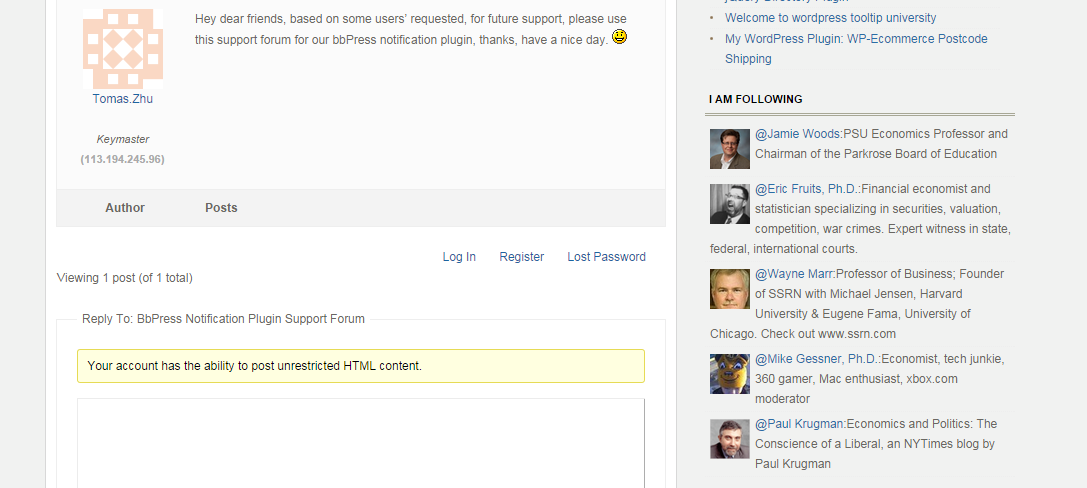 Hey dear friends, based on some users' requested, for future support, please use
this support forum for our bbPress notification plugin, thanks, have a nice day.
Tomas.Zhu
Keymaster
(113.194.245.96)
Author Posts
Log In Register Lost Password
Viewing 1 post (of 1 total)
Reply To: BbPress Notification Plugin Support Forum
Your account has the ability to post unrestricted HTML content.
Welcome to wordpress tooltip university
My WordPress Plugin: WP-Ecommerce Postcode
Shipping
I AM FOLLOWING
@Jamie Woods:PSU Economics Professor and
Chairman of the Parkrose Board of Education
@Eric Fruits, Ph.D.:Financial economist and
statistician specializing in securities, valuation,
competition, war crimes. Expert witness in state,
federal, international courts.
@Wayne Marr:Professor of Business; Founder
of SSRN with Michael Jensen, Harvard
University & Eugene Fama, University of
Chicago. Check out www.ssrn.com
@Mike Gessner, Ph.D.:Economist, tech junkie,
360 gamer, Mac enthusiast, xbox.com
moderator
@Paul Krugman:Economics and Politics: The
Conscience of a Liberal, an NYTimes blog by
Paul Krugman